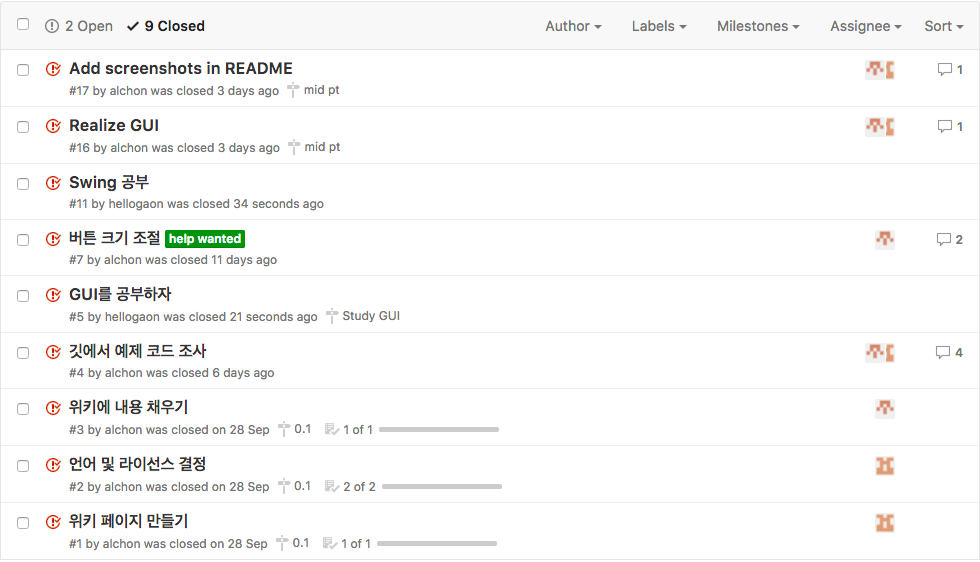 2 Open 9 Closed Author Labels Milestones Assignee Sort
Add screenshots in README 1
#17 by alchon was closed 3 days ago mid pt
Realize GUI 1
#16 by alchon was closed 3 days ago mid pt
Swing 공부
#11 by hellogaon was closed 34 seconds ago
버튼 크기 조절 help wanted 2
#7 by alchon was closed 11 days ago
GUI를 공부하자
#5 by hellogaon was closed 21 seconds ago Study GUI
깃에서 예제 코드 조사 4
#4 by alchon was closed 6 days ago
위키에 내용 채우기
#3 by alchon was closed on 28 Sep 0.1 1 of 1
언어 및 라이선스 결정
#2 by alchon was closed on 28 Sep 0.1 2 of 2
위키 페이지 만들기
#1 by alchon was closed on 28 Sep 0.1 1 of 1